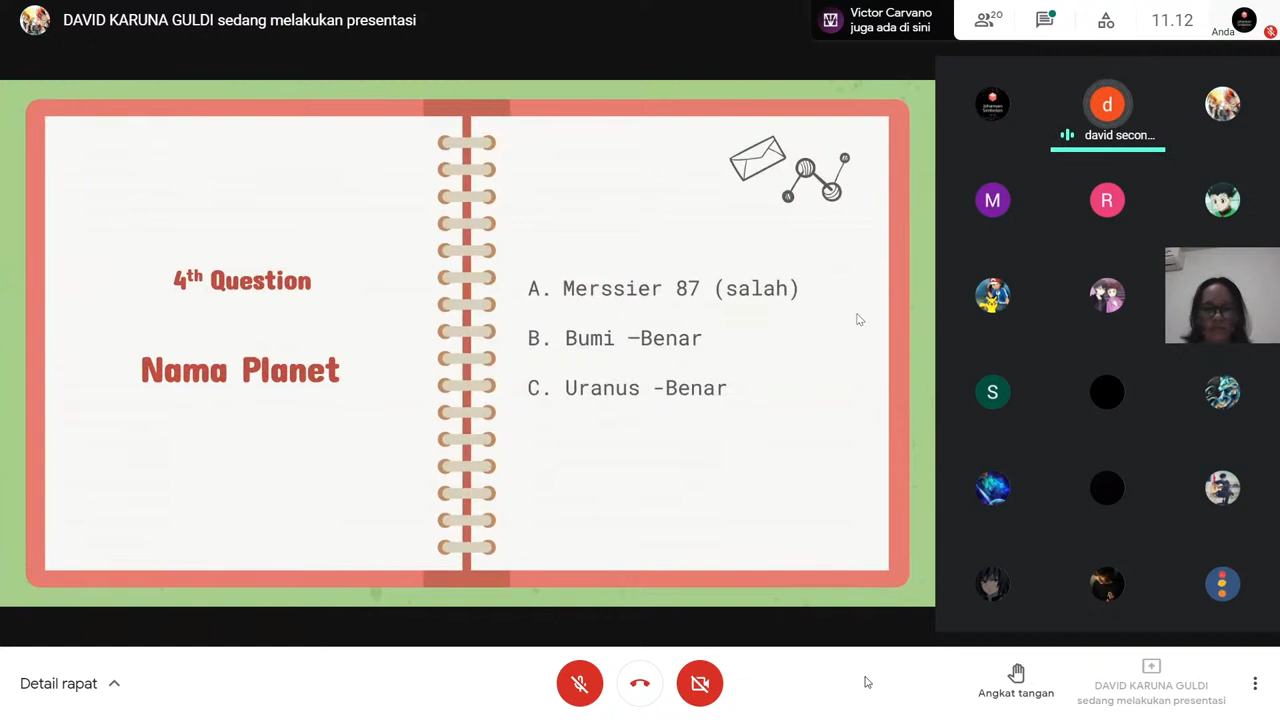 DAVID KARUNA GULDI sedang melakukan presentasi
Victor Carvano
juga ada di sini
20
11.12
Anda
d
david secon...
M
R
S
4th Question
Nama Planet
A. Merssier 87 (salah)
B. Bumi –Benar
C. Uranus -Benar
Detail rapat
Angkat tangan
DAVID KARUNA GULDI
sedang melakukan presentasi